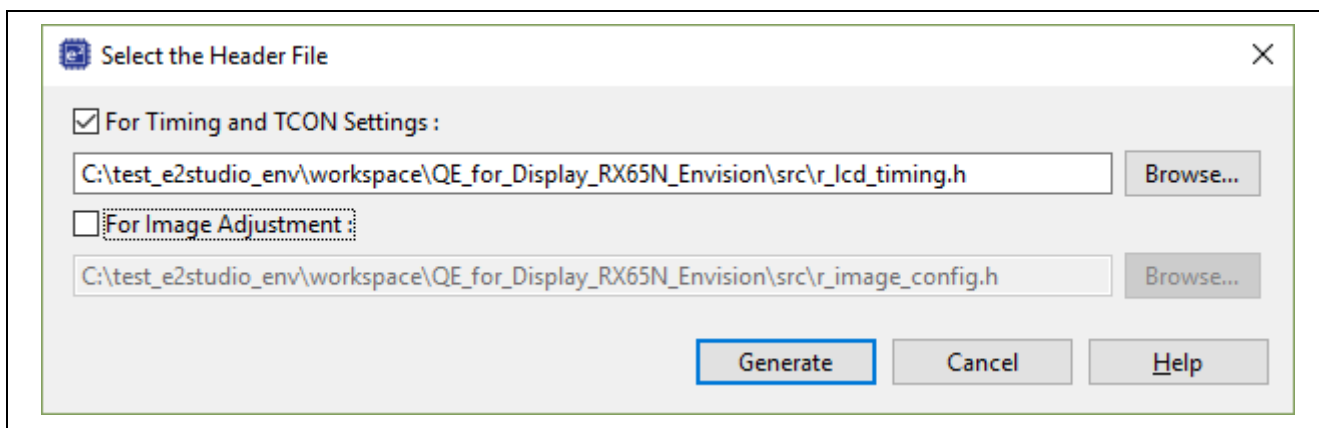 Select the Header File
For Timing and TCON Settings :
C:\test_e2studio_env\workspace\QE_for_Display_RX65N_Envision\src\r_lcd_timing.h Browse...
For Image Adjustment :
C:\test_e2studio_env\workspace\QE_for_Display_RX65N_Envision\src\r_image_config.h Browse...
Generate Cancel Help